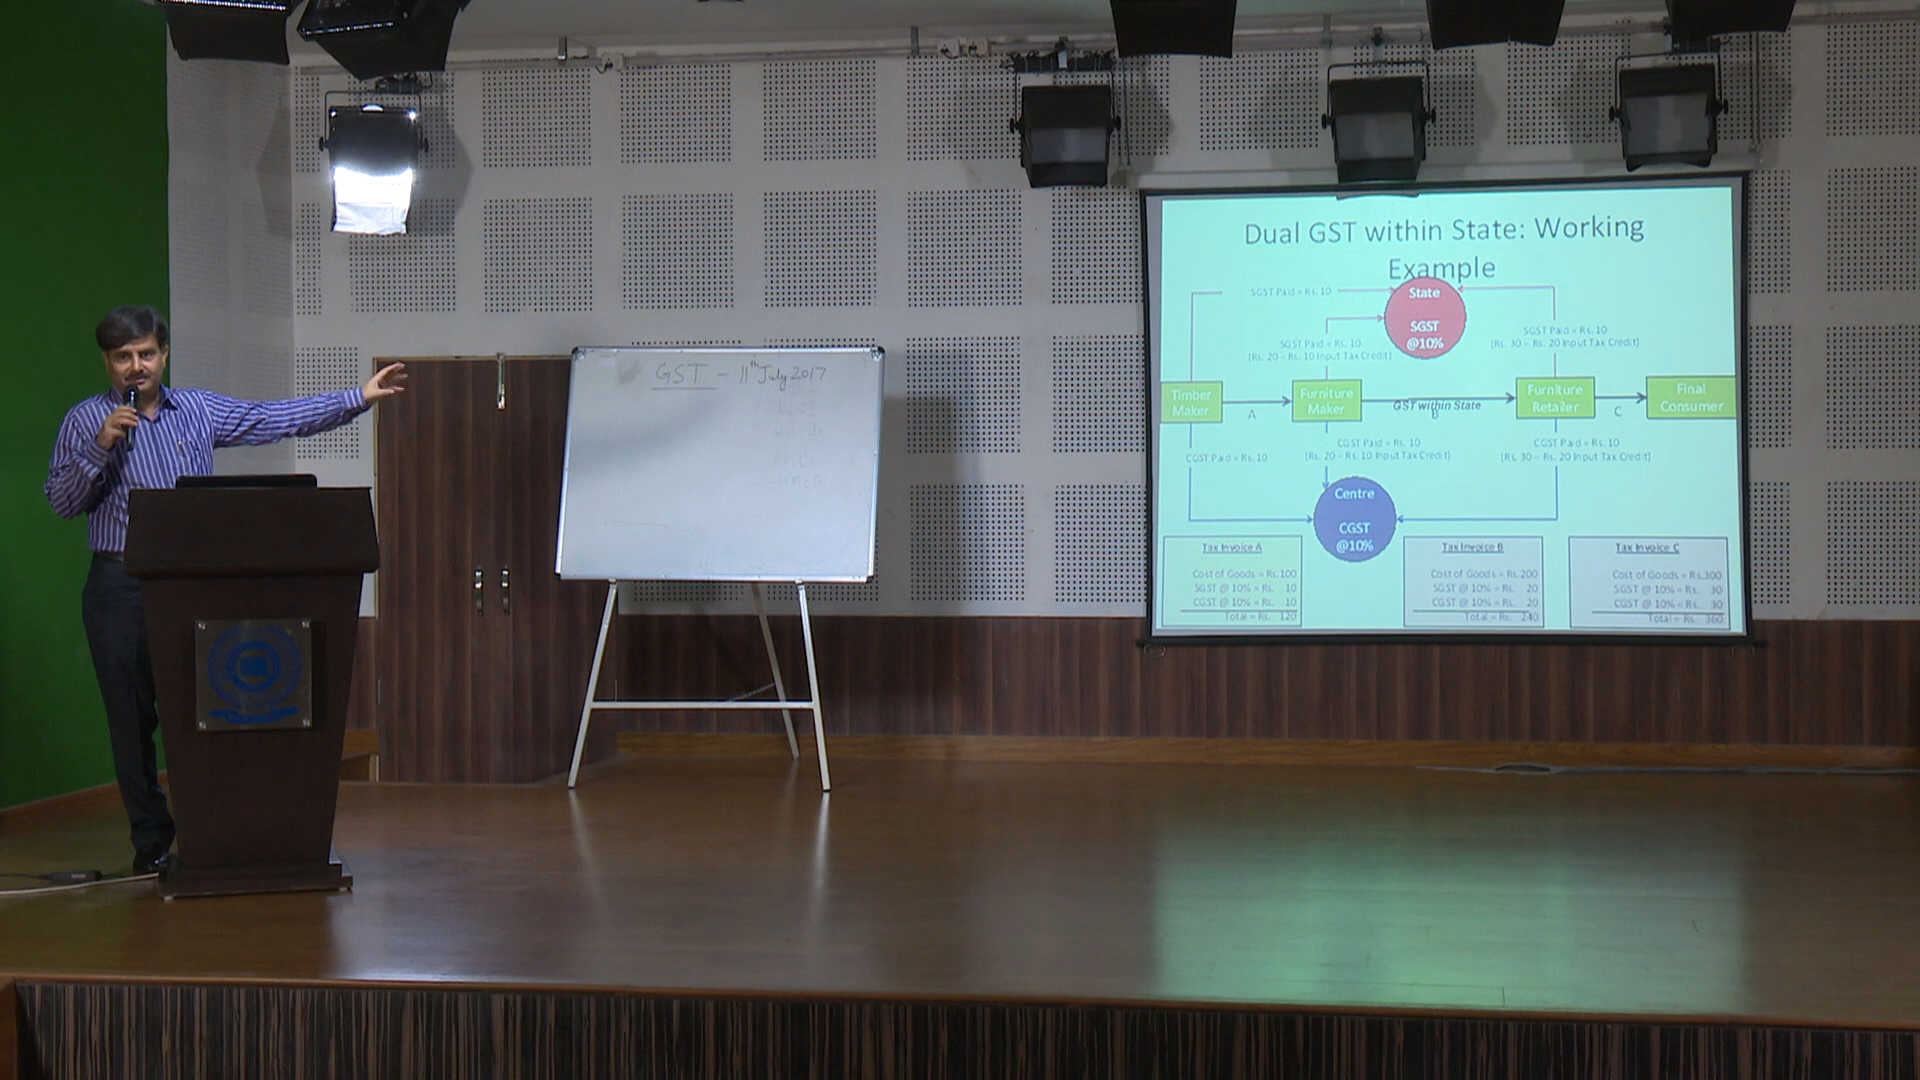 GST - 11th July 2017
Dual GST within State: Working
Example
SGST Paid = Rs. 10
State
SGST
@10%
SGST Paid = Rs. 10
[Rs. 20 – Rs. 10 Input Tax Credit]
SGST Paid = Rs. 10
[Rs. 30 – Rs. 20 Input Tax Credit]
Timber
Maker
A
Furniture
Maker
GST within State
B
Furniture
Retailer
C
Final
Consumer
CGST Paid = Rs. 10
CGST Paid = Rs. 10
[Rs. 20 – Rs. 10 Input Tax Credit]
CGST Paid = Rs. 10
[Rs. 30 – Rs. 20 Input Tax Credit]
Centre
CGST
@10%
Tax Invoice A
Cost of Goods = Rs.100
SGST @ 10% = Rs. 10
CGST @ 10% = Rs. 10
Total = Rs. 120
Tax Invoice B
Cost of Goods = Rs.200
SGST @ 10% = Rs. 20
CGST @ 10% = Rs. 20
Total = Rs. 240
Tax Invoice C
Cost of Goods = Rs.300
SGST @ 10% = Rs. 30
CGST @ 10% = Rs. 30
Total = Rs. 360